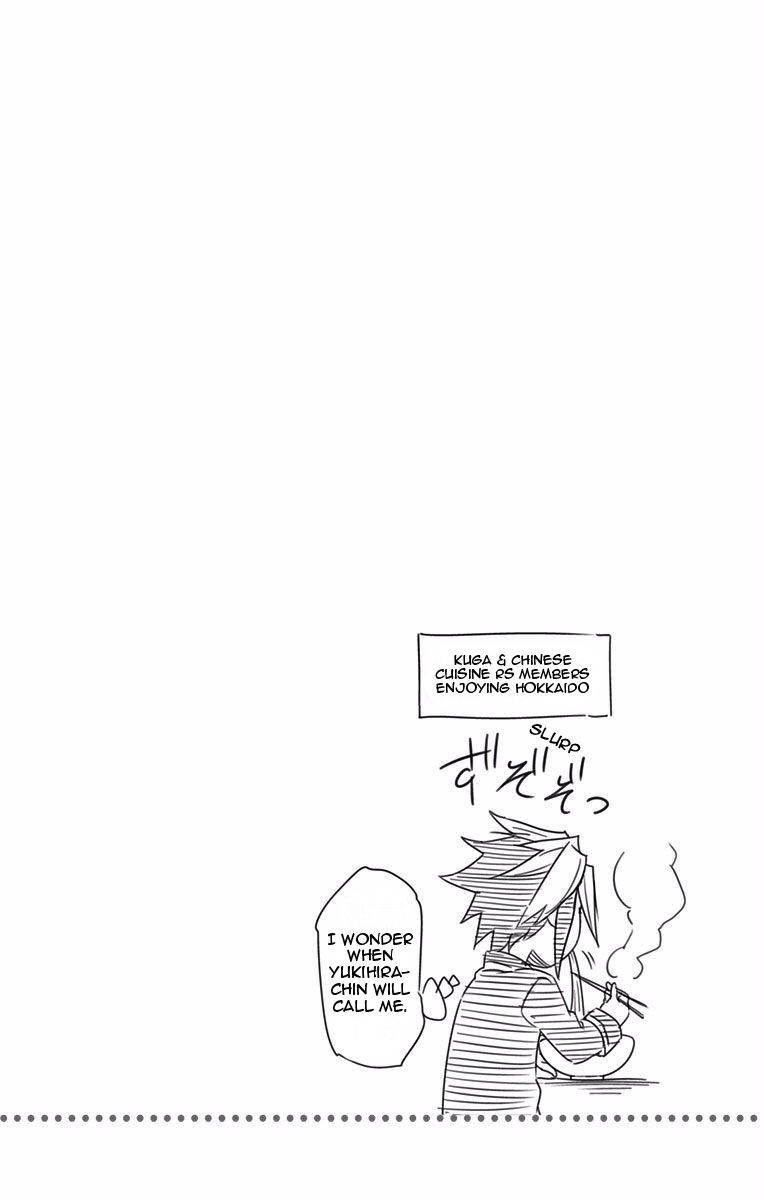 KUGA & CHINESE
CUISINE RS MEMBERS
ENJOYING HOKKAIDO
SLURP
ずぞぞっ
I WONDER
WHEN
YUKIHIRA-
CHIN WILL
CALL ME.